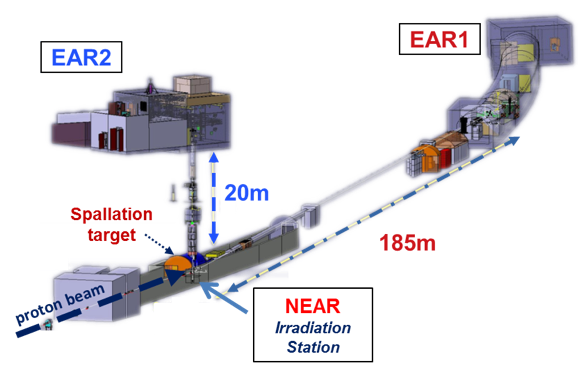 EAR1
EAR2
20m
Spallation
target
185m
proton beam
NEAR
Irradiation
Station